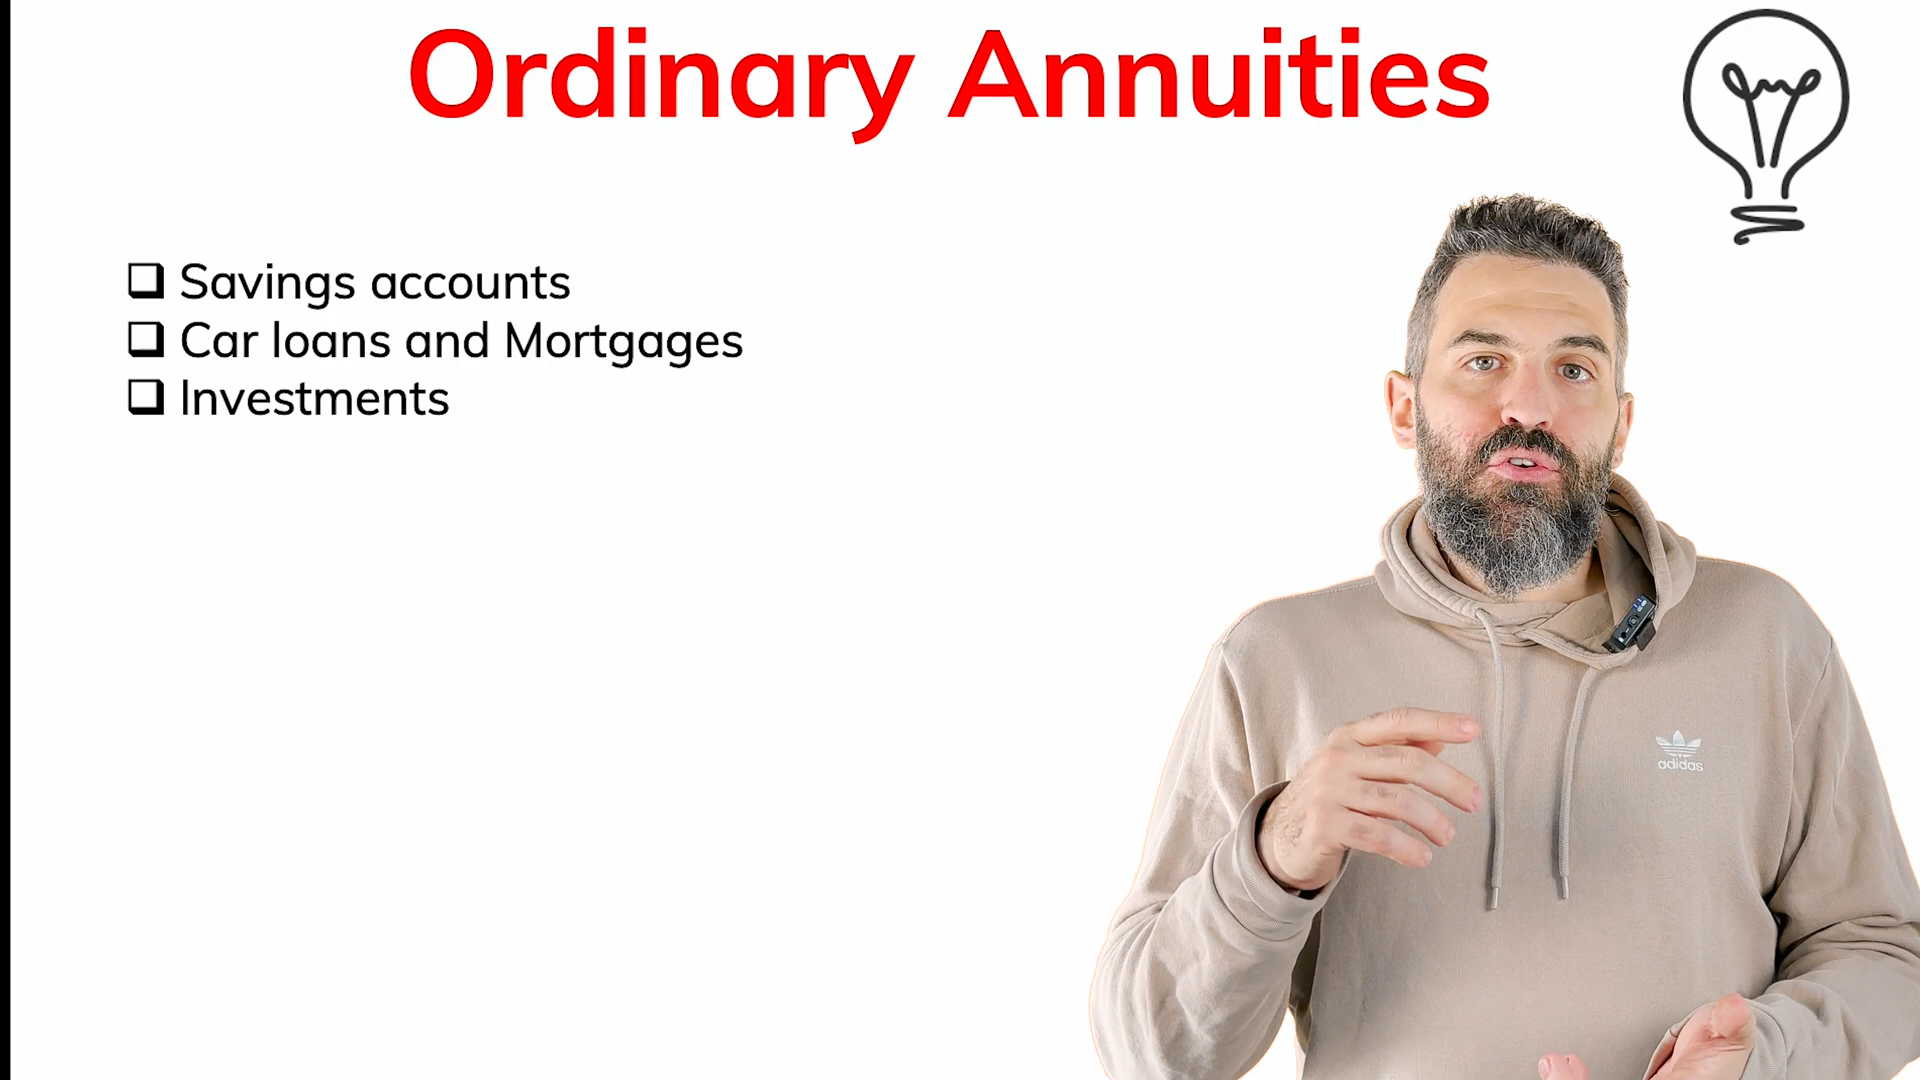 Ordinary Annuities
Savings accounts
Car loans and Mortgages
Investments
adidas